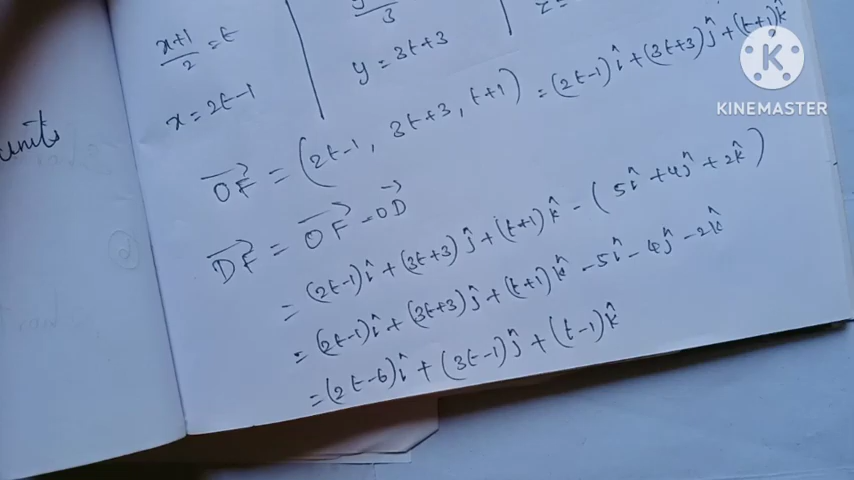 x+1/2 = t
y/3
z =
x = 2t-1
y = 3t+3
units
OF→ = (2t-1, 3t+3, t+1) = (2t-1)î + (3t+3)ĵ + (t+1)k̂
DF→ = OF→ - OD→
= (2t-1)î + (3t+3)ĵ + (t+1)k̂ - (5î + 4ĵ + 2k̂)
= (2t-1)î + (3t+3)ĵ + (t+1)k̂ - 5î - 4ĵ - 2k̂
= (2t-6)î + (3t-1)ĵ + (t-1)k̂
K
KINEMASTER